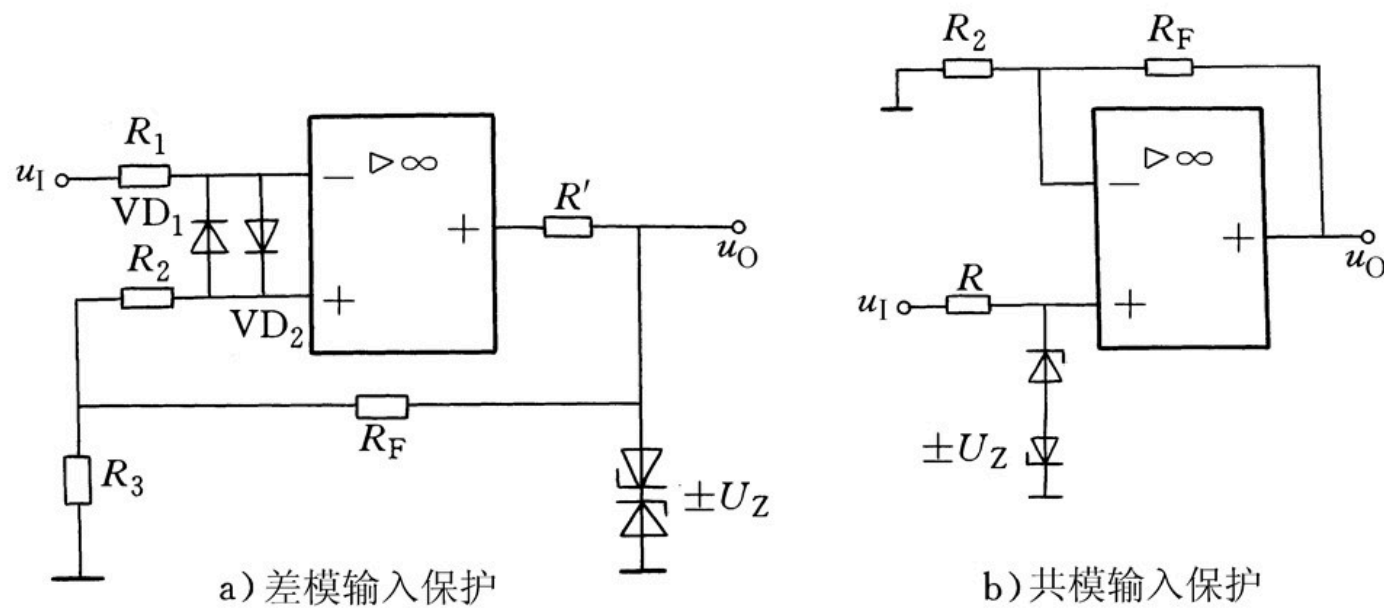 R₁
u_I
VD₁
R₂
VD₂
− ▷∞
+
+
R′
u_O
R_F
R₃
±U_Z
a) 差模输入保护
R₂
R_F
▷∞
−
+
u_O
R
u_I
+
±U_Z
b) 共模输入保护